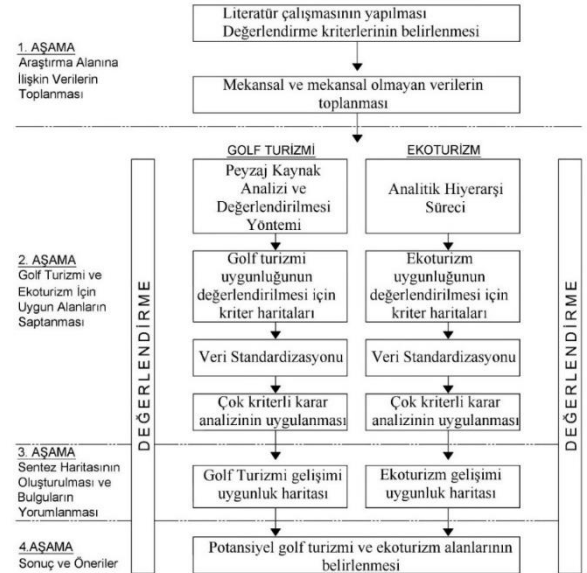 Literatür çalışmasının yapılması
Değerlendirme kriterlerinin belirlenmesi
1. AŞAMA
Araştırma Alanına
İlişkin Verilerin
Toplanması
Mekansal ve mekansal olmayan verilerin
toplanması
GOLF TURİZMİ
EKOTURİZM
Peyzaj Kaynak
Analizi ve
Değerlendirilmesi
Yöntemi
Analitik Hiyerarşi
Süreci
2. AŞAMA
Golf Turizmi ve
Ekoturizm İçin
Uygun Alanların
Saptanması
DEĞERLENDİRME
Golf turizmi
uygunluğunun
değerlendirilmesi için
kriter haritaları
Ekoturizm
uygunluğunun
değerlendirilmesi için
kriter haritaları
DEĞERLENDİRME
Veri Standardizasyonu
Veri Standardizasyonu
Çok kriterli karar
analizinin uygulanması
Çok kriterli karar
analizinin uygulanması
3. AŞAMA
Sentez Haritasının
Oluşturulması ve
Bulguların
Yorumlanması
Golf Turizmi gelişimi
uygunluk haritası
Ekoturizm gelişimi
uygunluk haritası
4.AŞAMA
Sonuç ve Öneriler
Potansiyel golf turizmi ve ekoturizm alanlarının
belirlenmesi